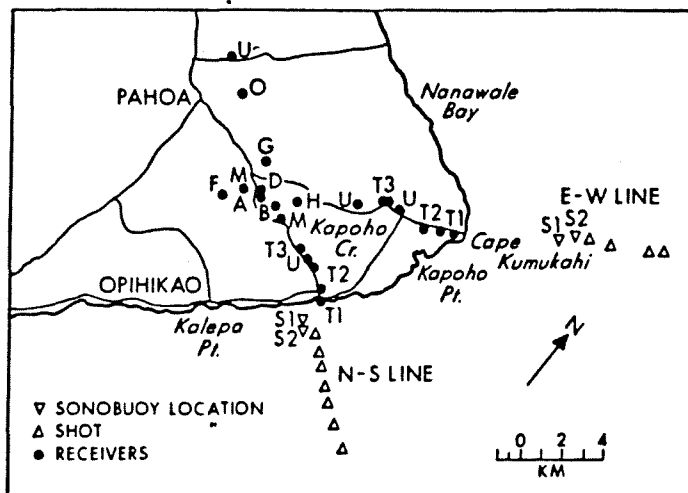 U
PAHOA
O
Nanawale
Bay
G
M D
F
E-W LINE
A
B
H
U
T3
U
M
T2
T1
S1
S2
Kapoho
Cr.
Cape
Kumukahi
T3
U
Kapoho
Pt.
OPIHIKAO
T2
T1
Kalepa
Pt.
S1
S2
N
N-S LINE
SONOBUOY LOCATION
SHOT "
RECEIVERS
0 2 4
KM